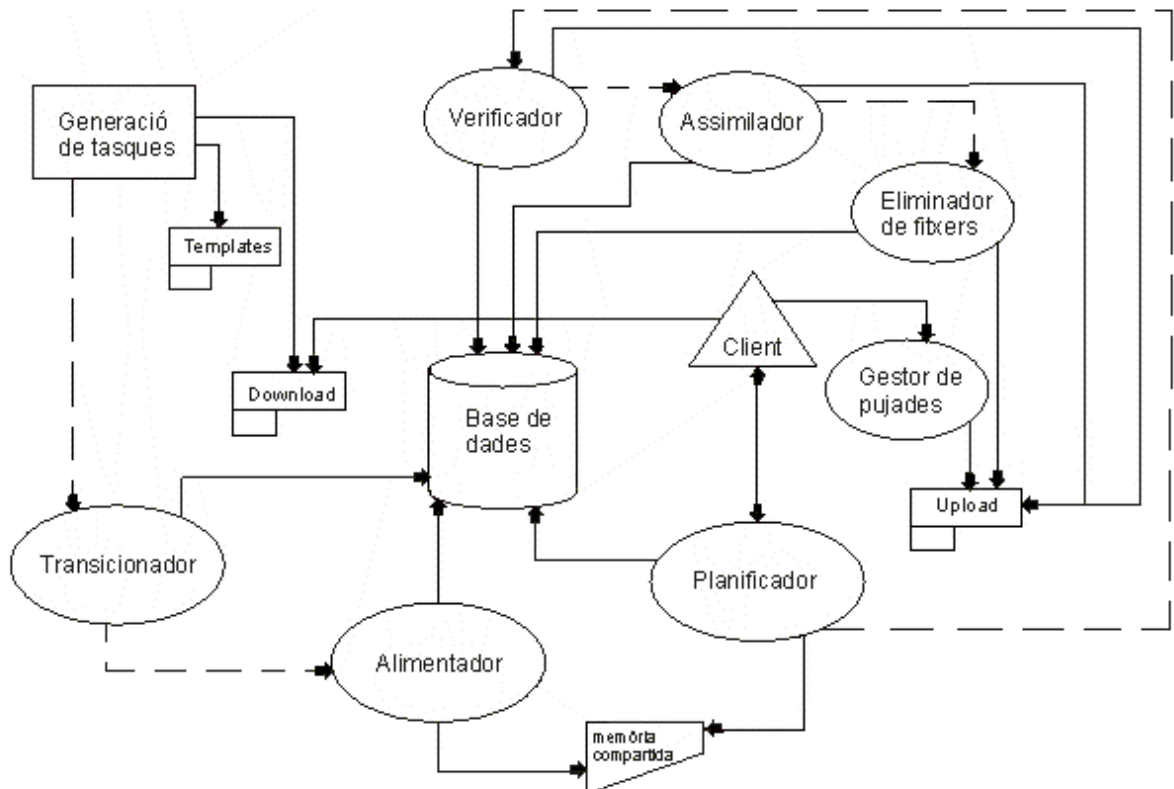 Generació
de tasques
Verificador
Assimilador
Eliminador
de fitxers
Templates
Client
Download
Gestor de
pujades
Base de
dades
Upload
Transicionador
Planificador
Alimentador
memòria
compartida